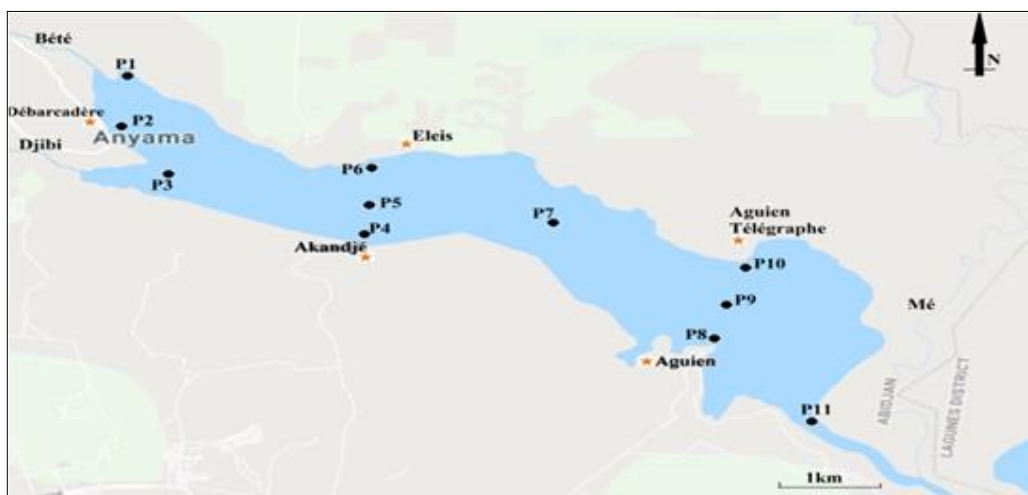 Bété
P1
N
Débarcadère
P2
Anyama
Djibi
Eleis
P3
P6
P5
P7
P4
Aguien
Télégraphe
Akandjé
P10
P9
Mé
P8
Aguien
P11
ABIDJAN
LAGUNES DISTRICT
1km